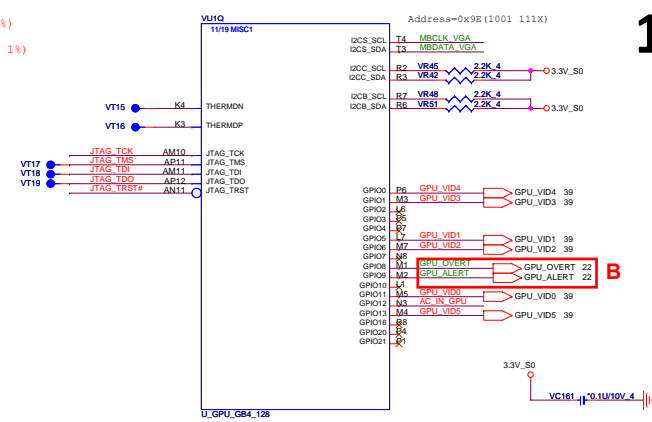 %)
1%)
VU1Q
11/19 MISC1
Address=0x9E(1001 111X)
1
I2CS_SCL T4 MBCLK_VGA
I2CS_SDA T3 MBDATA_VGA
I2CC_SCL R2 VR45 2.2K_4
I2CC_SDA R3 VR42 2.2K_4 3.3V_S0
I2CB_SCL R7 VR48 2.2K_4
I2CB_SDA R6 VR51 2.2K_4 3.3V_S0
VT15 K4 THERMDN
VT16 K3 THERMDP
JTAG_TCK AM10 JTAG_TCK
VT17 JTAG_TMS AP11 JTAG_TMS
VT18 JTAG_TDI AM11 JTAG_TDI
VT19 JTAG_TDO AP12 JTAG_TDO
JTAG_TRST# AN11 JTAG_TRST
GPIO0 P6 GPU_VID4 GPU_VID4 39
GPIO1 M3 GPU_VID3 GPU_VID3 39
GPIO2 L6
GPIO3 P5
GPIO4 P7
GPIO5 L7 GPU_VID1 GPU_VID1 39
GPIO6 M7 GPU_VID2 GPU_VID2 39
GPIO7 N8
GPIO8 M1 GPU_OVERT GPU_OVERT 22
GPIO9 M2 GPU_ALERT GPU_ALERT 22
B
GPIO10 L1
GPIO11 M5 GPU_VID0 GPU_VID0 39
GPIO12 N3 AC_IN_GPU
GPIO13 M4 GPU_VID5 GPU_VID5 39
GPIO16 R8
GPIO20 P4
GPIO21 P1
3.3V_S0
VC161 *0.1U/10V_4
U_GPU_GB4_128